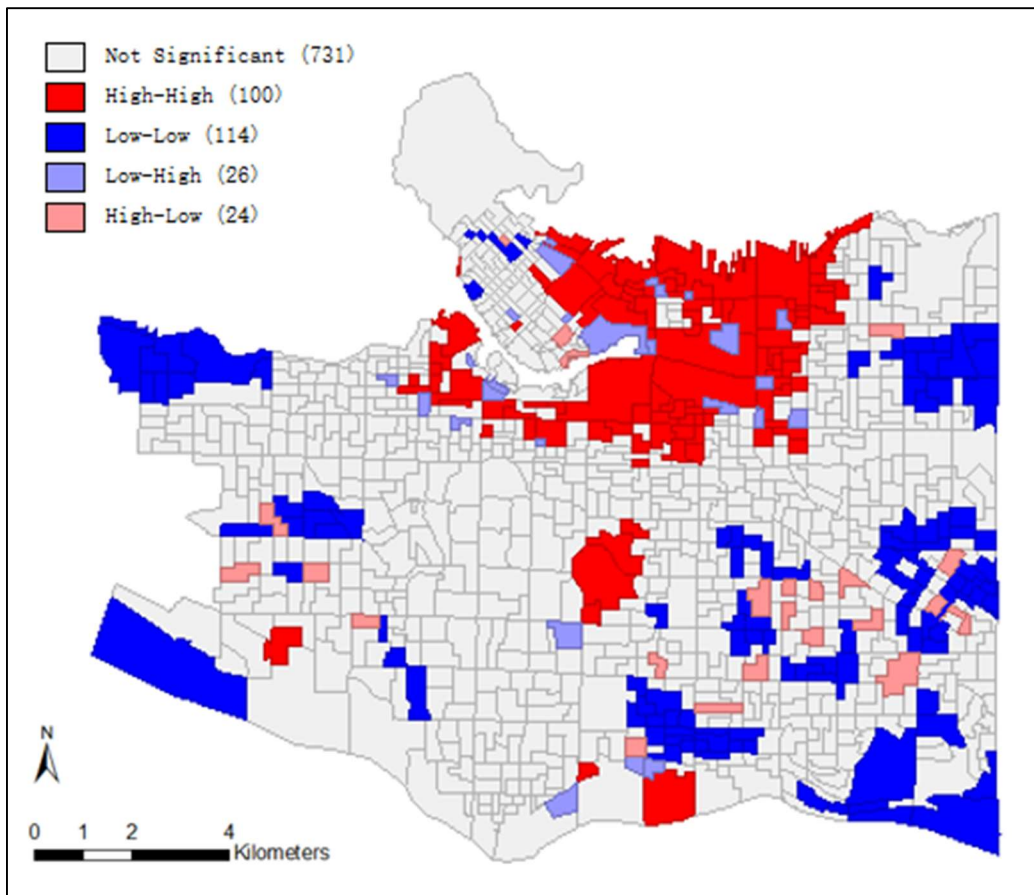 Not Significant (731)
High-High (100)
Low-Low (114)
Low-High (26)
High-Low (24)
N
0 1 2 4
Kilometers